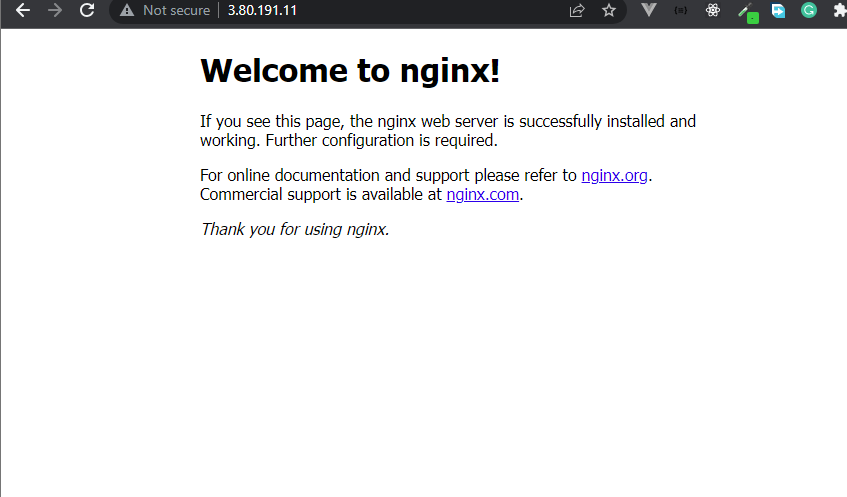 Not secure 3.80.191.11
Welcome to nginx!
If you see this page, the nginx web server is successfully installed and
working. Further configuration is required.
For online documentation and support please refer to nginx.org.
Commercial support is available at nginx.com.
Thank you for using nginx.